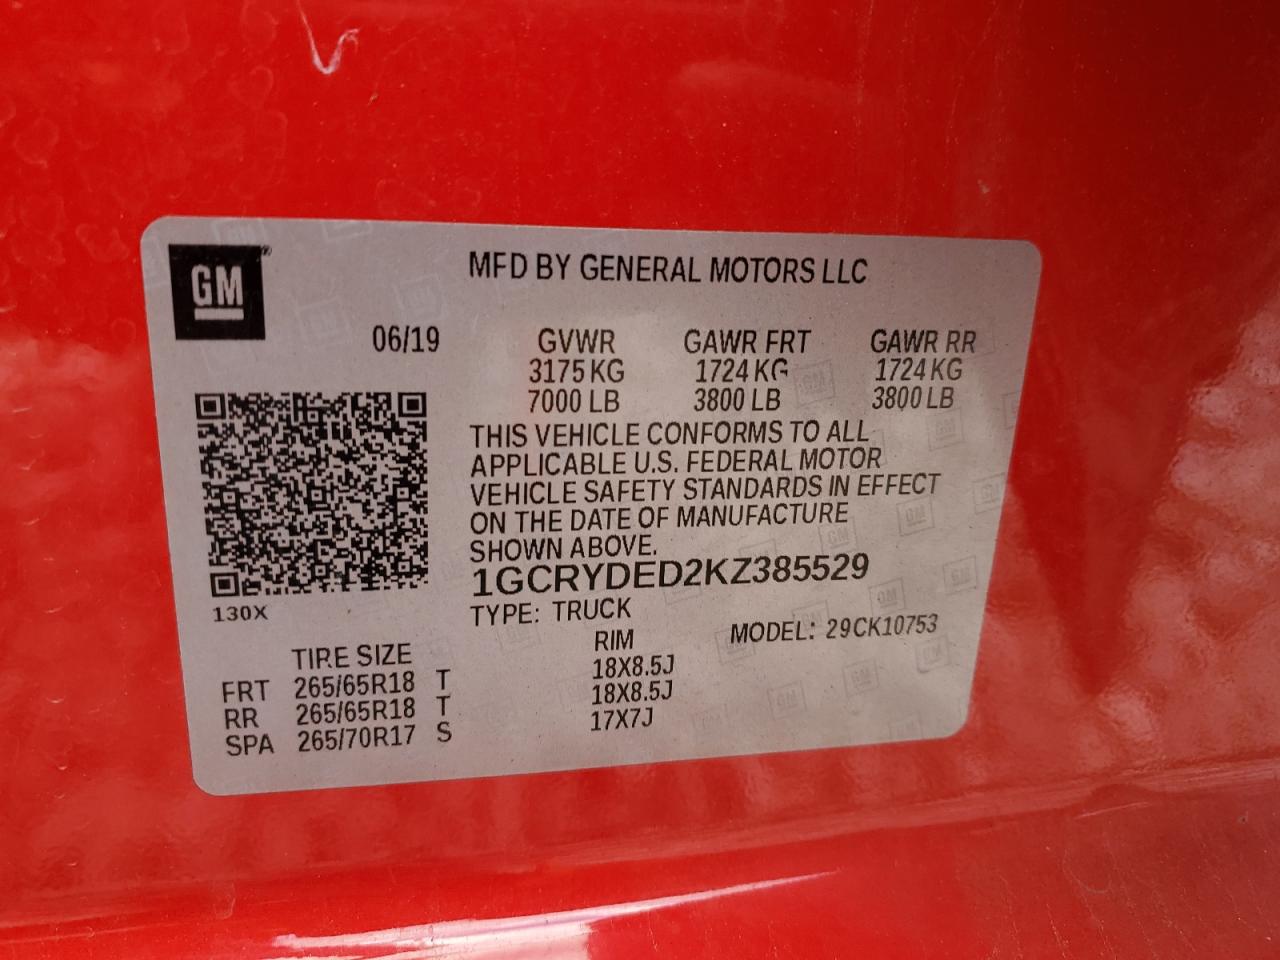 GM
MFD BY GENERAL MOTORS LLC
06/19 GVWR GAWR FRT GAWR RR
3175 KG 1724 KG 1724 KG
7000 LB 3800 LB 3800 LB
THIS VEHICLE CONFORMS TO ALL
APPLICABLE U.S. FEDERAL MOTOR
VEHICLE SAFETY STANDARDS IN EFFECT
ON THE DATE OF MANUFACTURE
SHOWN ABOVE.
1GCRYDED2KZ385529
130X
TYPE: TRUCK
MODEL: 29CK10753
TIRE SIZE RIM
FRT 265/65R18 T 18X8.5J
RR 265/65R18 T 18X8.5J
SPA 265/70R17 S 17X7J